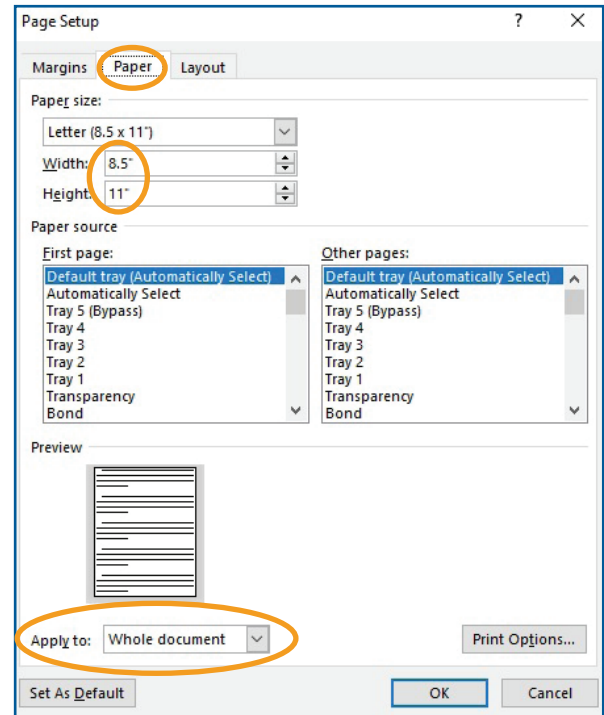 Page Setup ? ×
Margins Paper Layout
Paper size:
Letter (8.5 x 11")
Width: 8.5"
Height: 11"
Paper source
First page: Other pages:
Default tray (Automatically Select) Default tray (Automatically Select)
Automatically Select Automatically Select
Tray 5 (Bypass) Tray 5 (Bypass)
Tray 4 Tray 4
Tray 3 Tray 3
Tray 2 Tray 2
Tray 1 Tray 1
Transparency Transparency
Bond Bond
Preview
Apply to: Whole document Print Options...
Set As Default OK Cancel